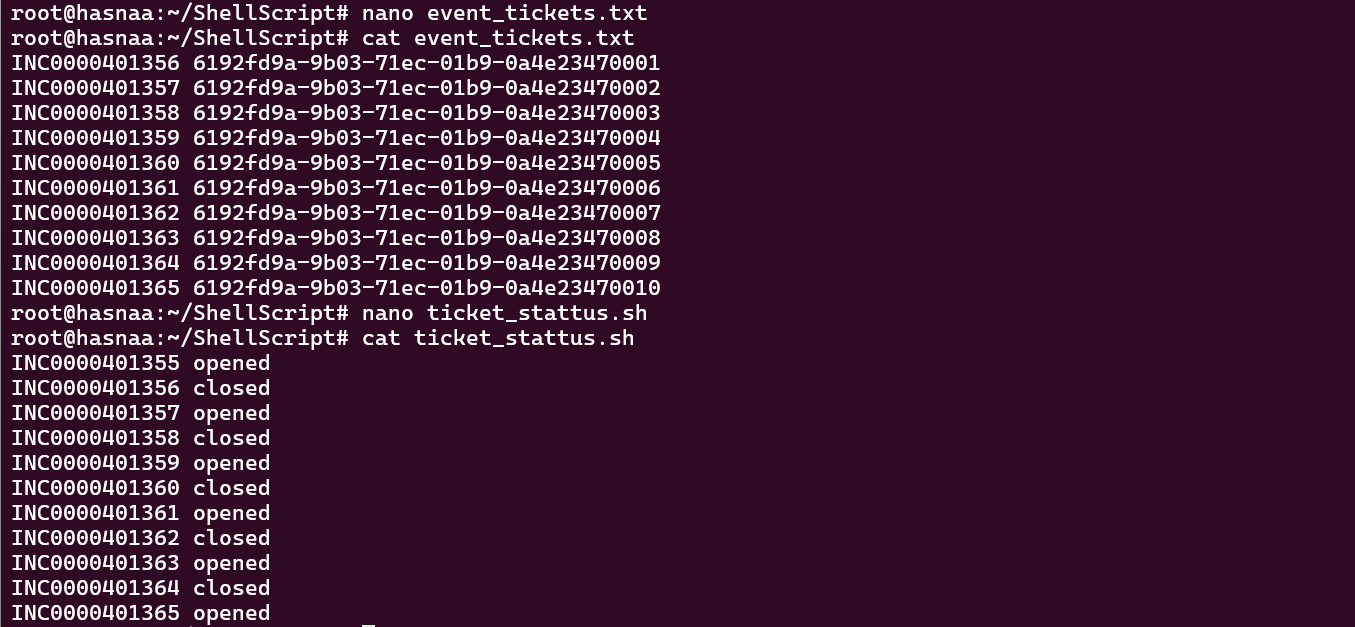 root@hasnaa:~/ShellScript# nano event_tickets.txt
root@hasnaa:~/ShellScript# cat event_tickets.txt
INC0000401356 6192fd9a-9b03-71ec-01b9-0a4e23470001
INC0000401357 6192fd9a-9b03-71ec-01b9-0a4e23470002
INC0000401358 6192fd9a-9b03-71ec-01b9-0a4e23470003
INC0000401359 6192fd9a-9b03-71ec-01b9-0a4e23470004
INC0000401360 6192fd9a-9b03-71ec-01b9-0a4e23470005
INC0000401361 6192fd9a-9b03-71ec-01b9-0a4e23470006
INC0000401362 6192fd9a-9b03-71ec-01b9-0a4e23470007
INC0000401363 6192fd9a-9b03-71ec-01b9-0a4e23470008
INC0000401364 6192fd9a-9b03-71ec-01b9-0a4e23470009
INC0000401365 6192fd9a-9b03-71ec-01b9-0a4e23470010
root@hasnaa:~/ShellScript# nano ticket_stattus.sh
root@hasnaa:~/ShellScript# cat ticket_stattus.sh
INC0000401355 opened
INC0000401356 closed
INC0000401357 opened
INC0000401358 closed
INC0000401359 opened
INC0000401360 closed
INC0000401361 opened
INC0000401362 closed
INC0000401363 opened
INC0000401364 closed
INC0000401365 opened